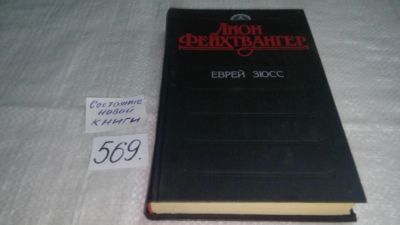 Лион
ФЕЙХТВАНГЕР
ЕВРЕЙ ЗЮСС
Состояние
новой
книги
569.